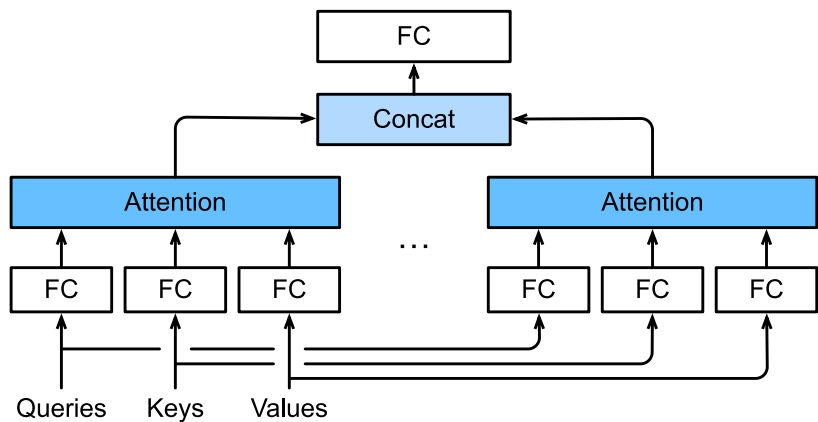 FC
Concat
Attention Attention
...
FC FC FC FC FC FC
Queries Keys Values